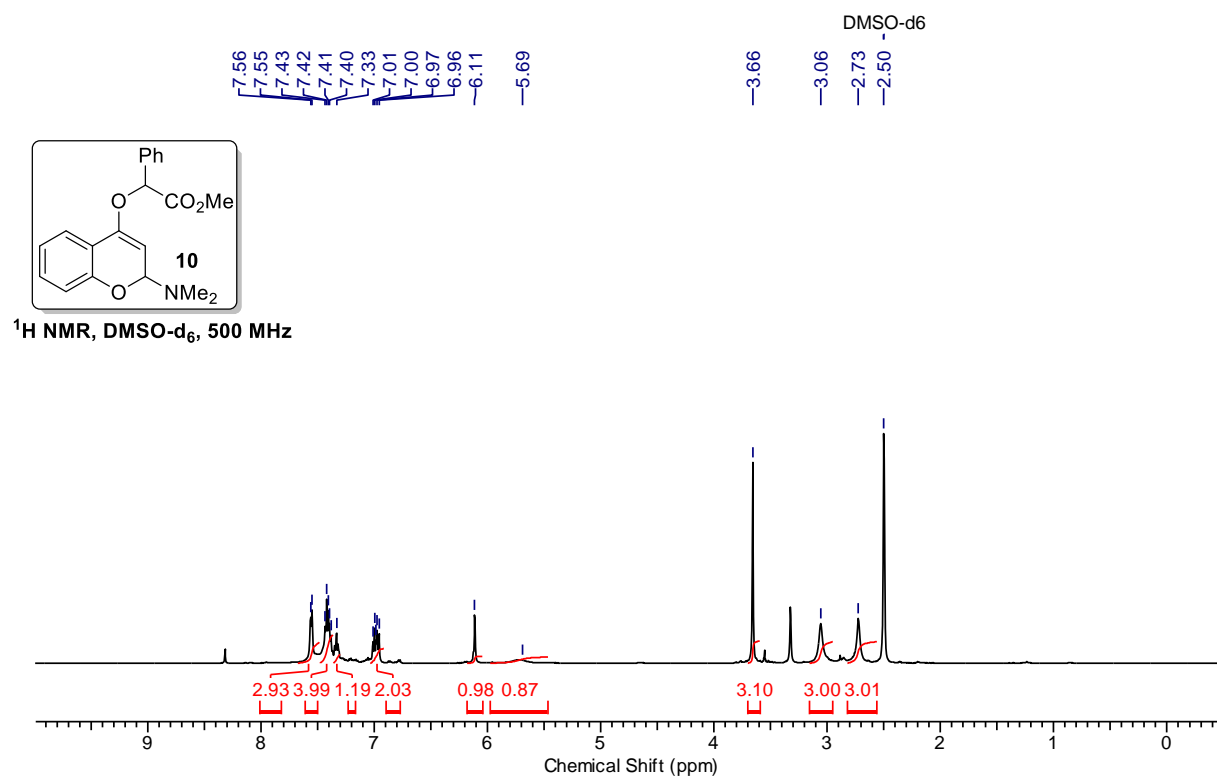 DMSO-d6
7.56 7.55 7.43 7.42 7.41 7.40 7.33 7.01 7.00 6.97 6.96 6.11 5.69 3.66 3.06 2.73 2.50
Ph
O
CO2Me
10
O
NMe2
1H NMR, DMSO-d6, 500 MHz
2.93 3.99 1.19 2.03 0.98 0.87 3.10 3.00 3.01
9 8 7 6 5 4 3 2 1 0
Chemical Shift (ppm)